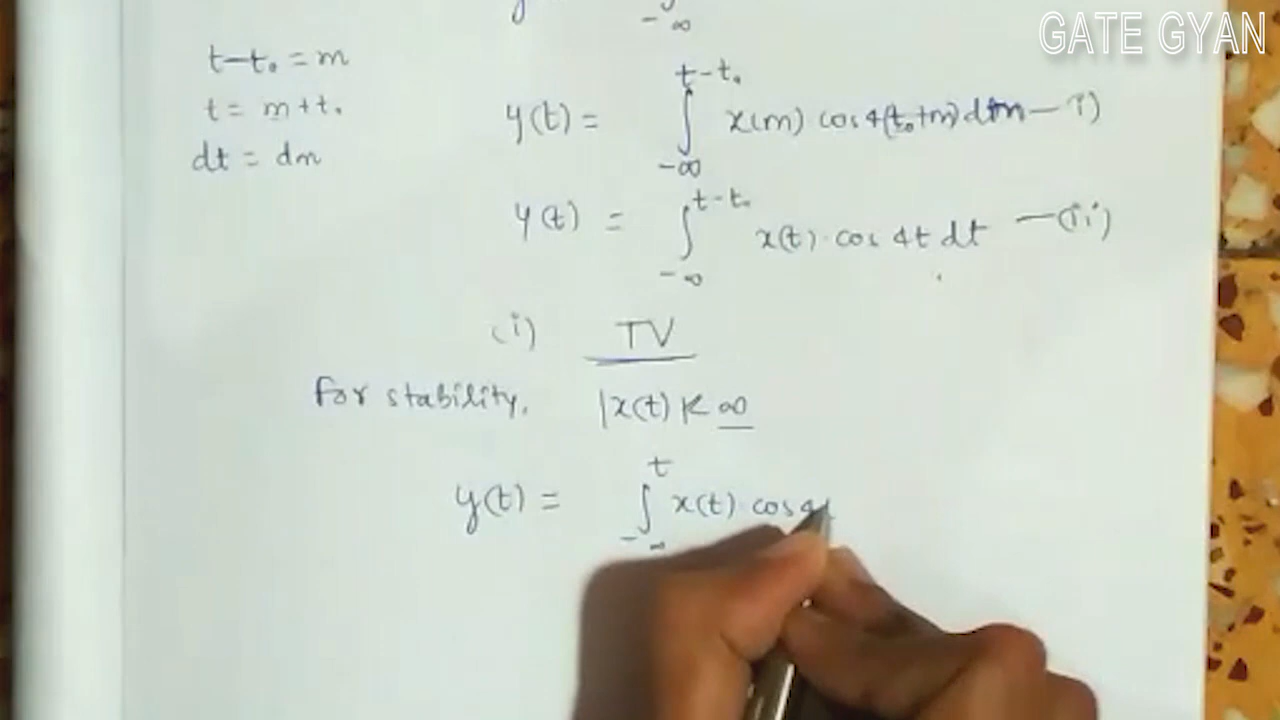 GATE GYAN
y -∞
t-t₀ = m
t = m+t₀
dt = dm
y(t) = ∫_{-∞}^{t-t₀} x(m) cos 4(t₀+m) dm — i)
y(t) = ∫_{-∞}^{t-t₀} x(t)·cos 4t dt — (ii)
(i) TV
For stability, |x(t)|< ∞
y(t) = ∫_{-∞}^{t} x(t) cos 4